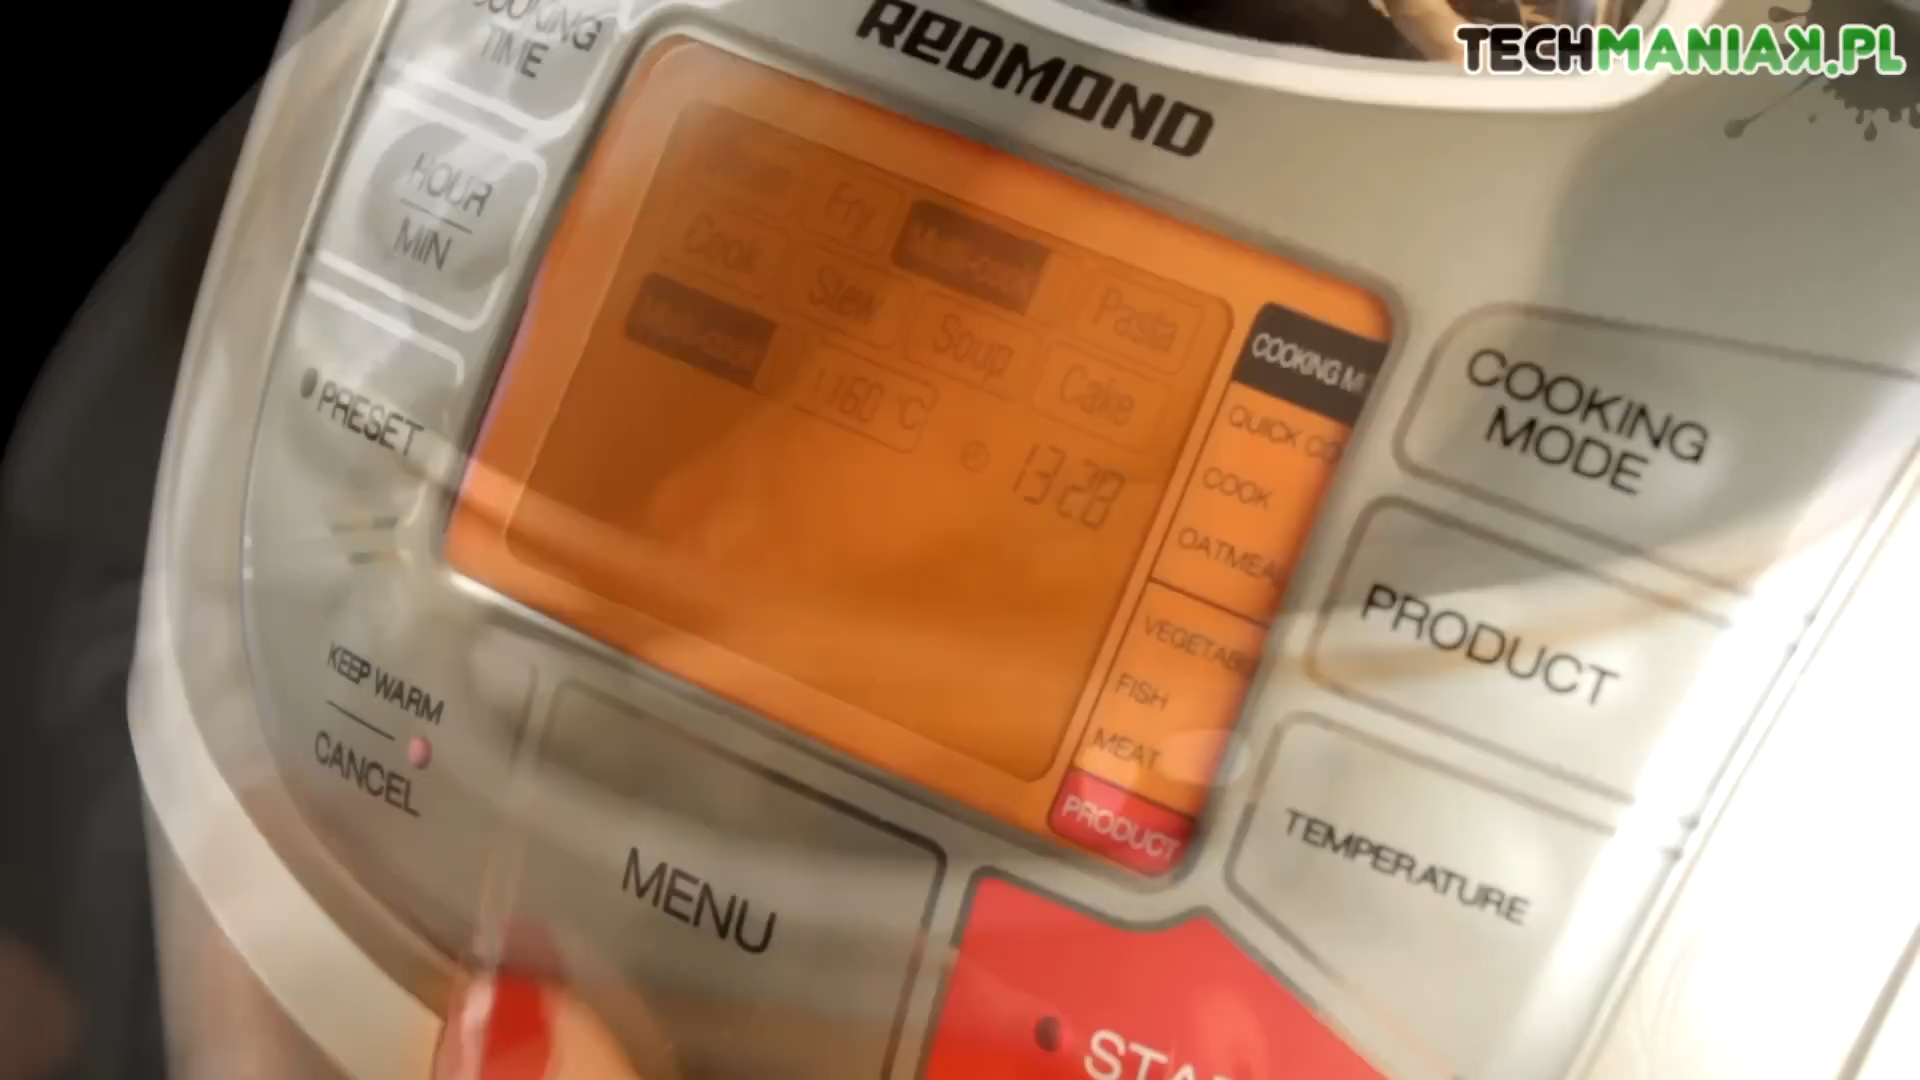 TECHMANIAK.PL
REDMOND
COOKING
TIME
HOUR
MIN
PRESET
KEEP WARM
CANCEL
Fry
Pasta
Cook
Stew
Soup
Cake
160 °C
13:28
COOKING M
QUICK CO
COOK
OATMEA
VEGETAB
FISH
MEAT
PRODUCT
COOKING
MODE
PRODUCT
TEMPERATURE
MENU
STA